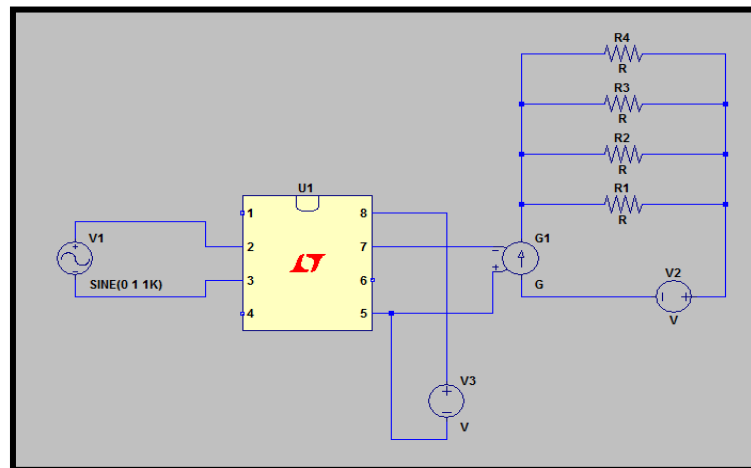 R4
R
R3
R
R2
R
U1
R1
R
1
8
V1
+
2
7
−
G1
+
3
6
V2
−
SINE(0 1 1K)
G
− +
4
5
V
V3
+
−
V